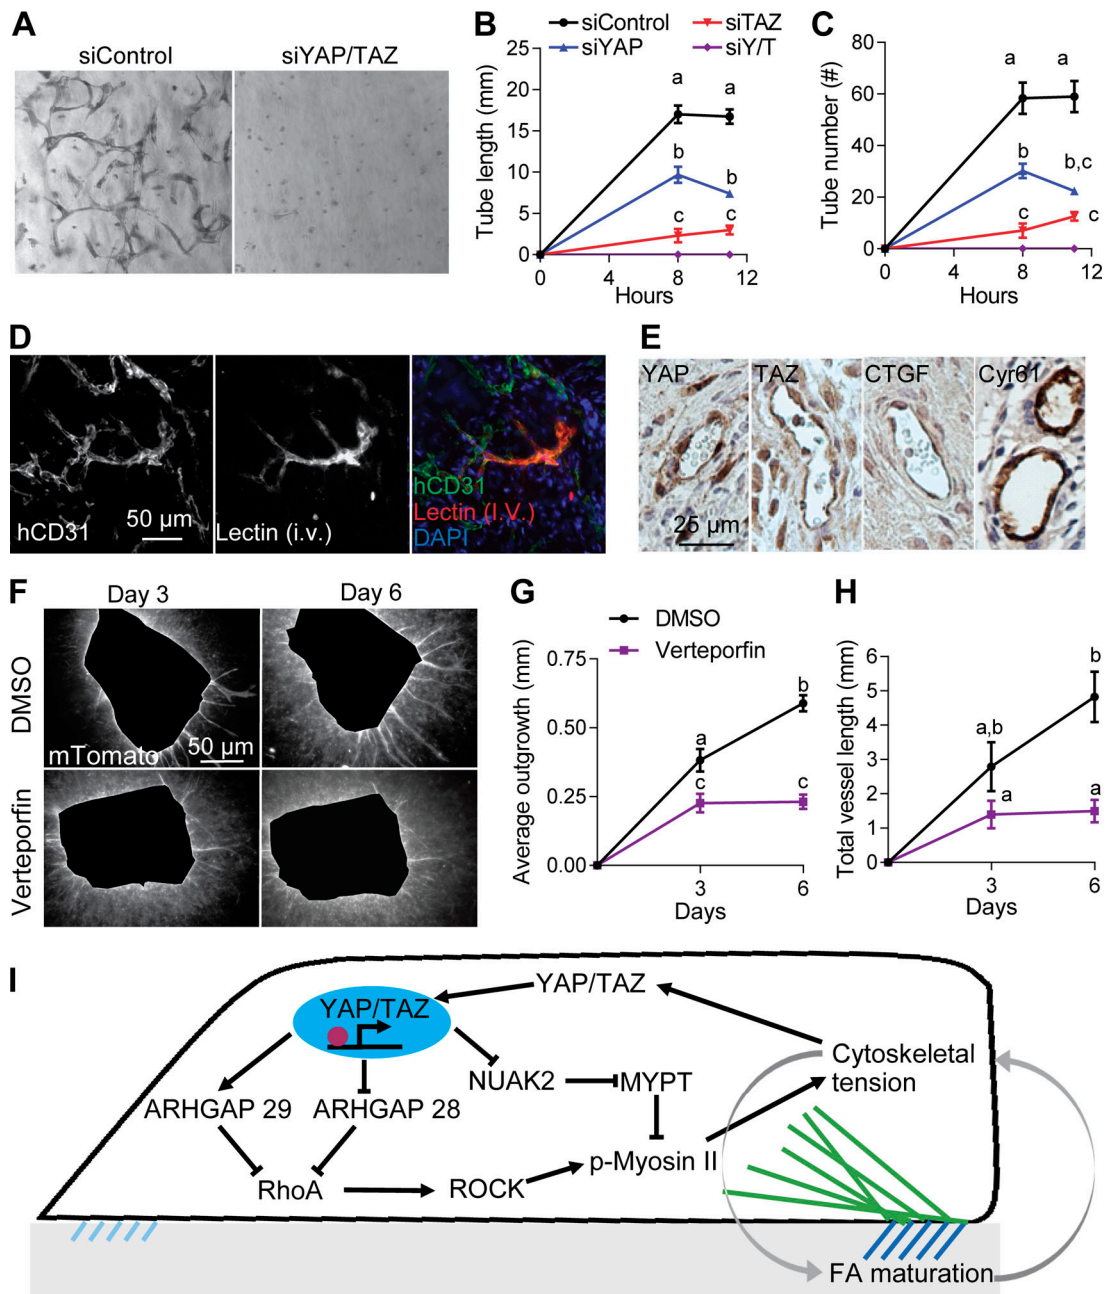 A
siControl
siYAP/TAZ
B
siControl
siTAZ
siYAP
siY/T
C
Tube length (mm)
25
20
15
10
5
0
a
a
b
b
c
c
0
4
8
12
Hours
Tube number (#)
80
60
40
20
0
a
a
b
b,c
c
c
0
4
8
12
Hours
D
hCD31
50 µm
Lectin (i.v.)
hCD31
Lectin (I.V.)
DAPI
E
YAP
TAZ
CTGF
Cyr61
25 µm
F
Day 3
Day 6
DMSO
mTomato
50 µm
Verteporfin
G
DMSO
Verteporfin
Average outgrowth (mm)
0.75
0.50
0.25
0.00
a
b
c
c
3
6
Days
H
Total vessel length (mm)
6
5
4
3
2
1
0
a,b
b
a
a
3
6
Days
I
YAP/TAZ
YAP/TAZ
Cytoskeletal
tension
NUAK2
MYPT
ARHGAP 29
ARHGAP 28
p-Myosin II
RhoA
ROCK
FA maturation